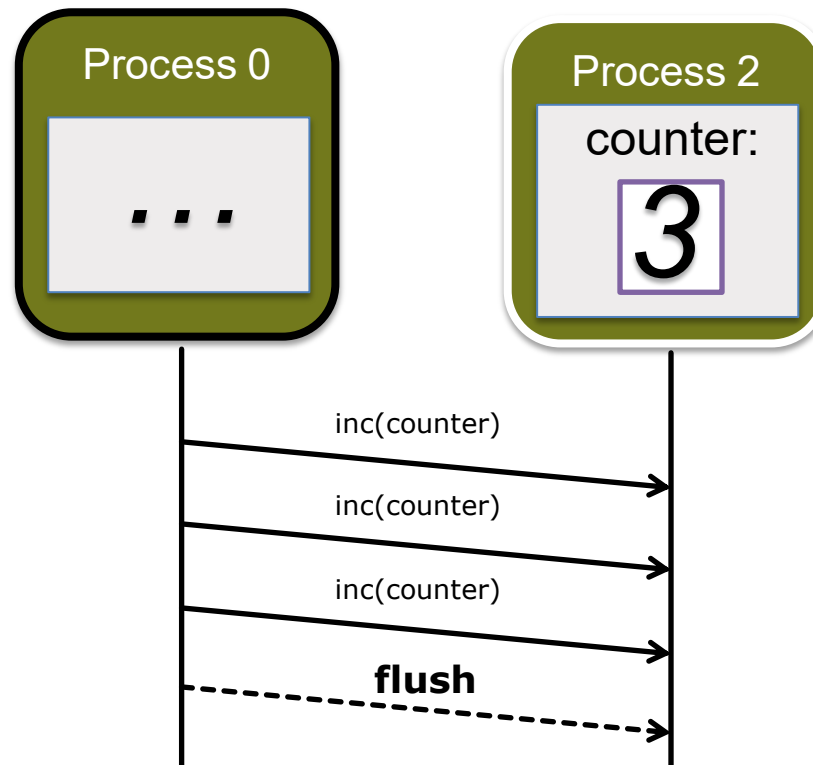 Process 0
...
Process 2
counter:
3
inc(counter)
inc(counter)
inc(counter)
flush